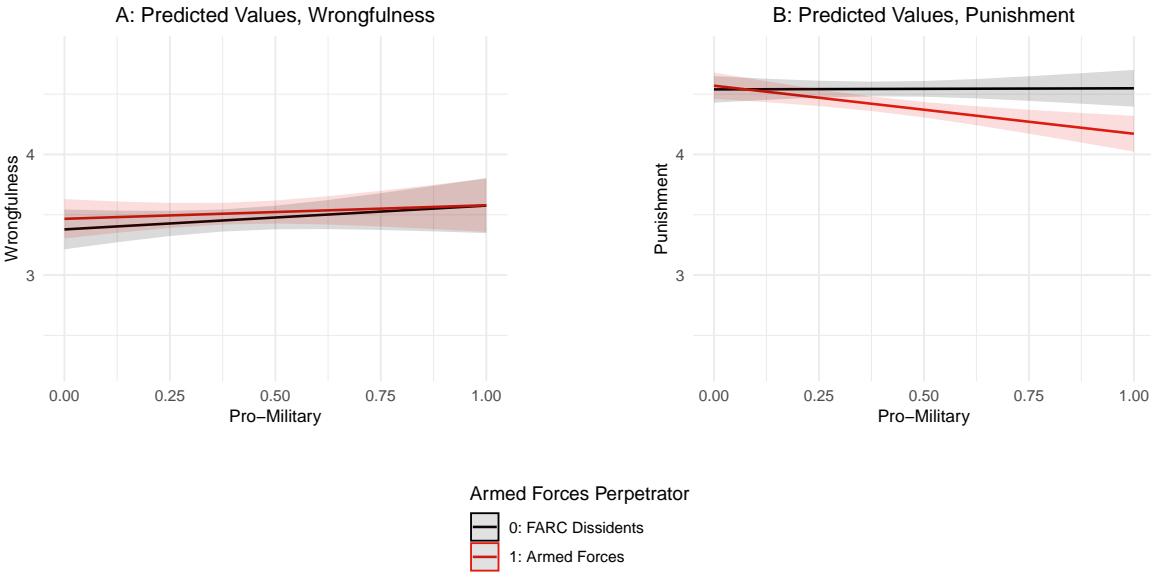 A: Predicted Values, Wrongfulness
Wrongfulness
4
3
0.00 0.25 0.50 0.75 1.00
Pro−Military
B: Predicted Values, Punishment
Punishment
4
3
0.00 0.25 0.50 0.75 1.00
Pro−Military
Armed Forces Perpetrator
0: FARC Dissidents
1: Armed Forces